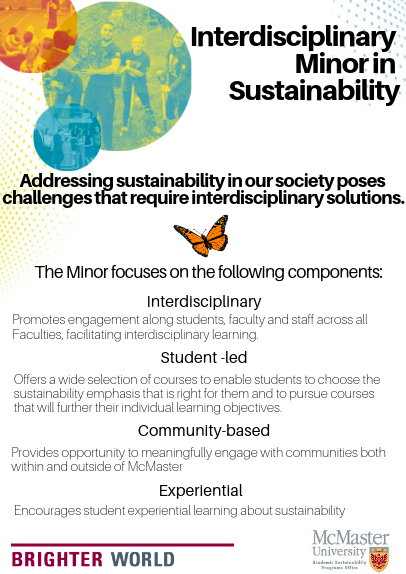 Interdisciplinary
Minor in
Sustainability
Addressing sustainability in our society poses
challenges that require interdisciplinary solutions.
The Minor focuses on the following components:
Interdisciplinary
Promotes engagement along students, faculty and staff across all
Faculties, facilitating interdisciplinary learning.
Student -led
Offers a wide selection of courses to enable students to choose the
sustainability emphasis that is right for them and to pursue courses
that will further their individual learning objectives.
Community-based
Provides opportunity to meaningfully engage with communities both
within and outside of McMaster
Experiential
Encourages student experiential learning about sustainability
BRIGHTER WORLD
McMaster
University
Academic Sustainability
Programs Office